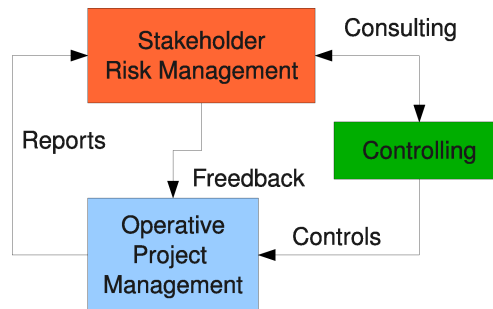 Stakeholder
Risk Management
Consulting
Reports
Controlling
Freedback
Operative
Project
Management
Controls